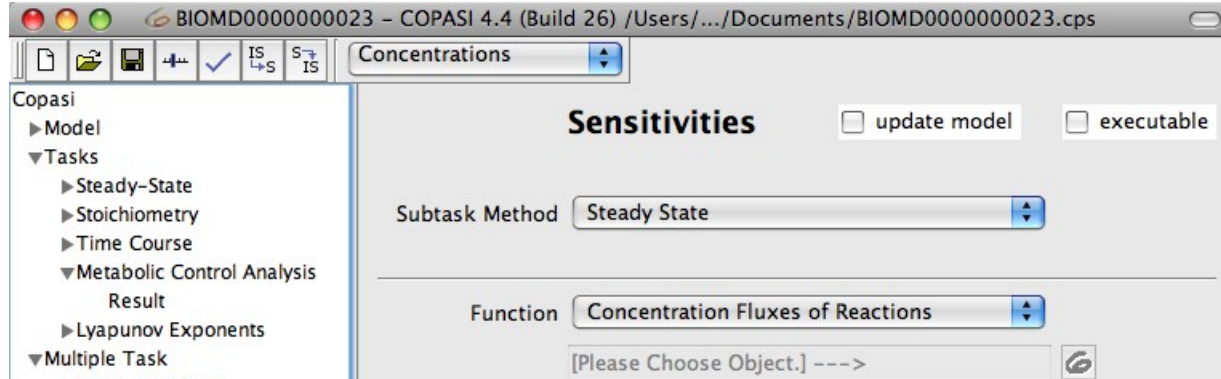 BIOMD0000000023 – COPASI 4.4 (Build 26) /Users/.../Documents/BIOMD0000000023.cps
IS
↳S
S
IS
Concentrations
Copasi
Model
Tasks
Steady-State
Stoichiometry
Time Course
Metabolic Control Analysis
Result
Lyapunov Exponents
Multiple Task
Sensitivities
update model
executable
Subtask Method
Steady State
Function
Concentration Fluxes of Reactions
[Please Choose Object.] --->